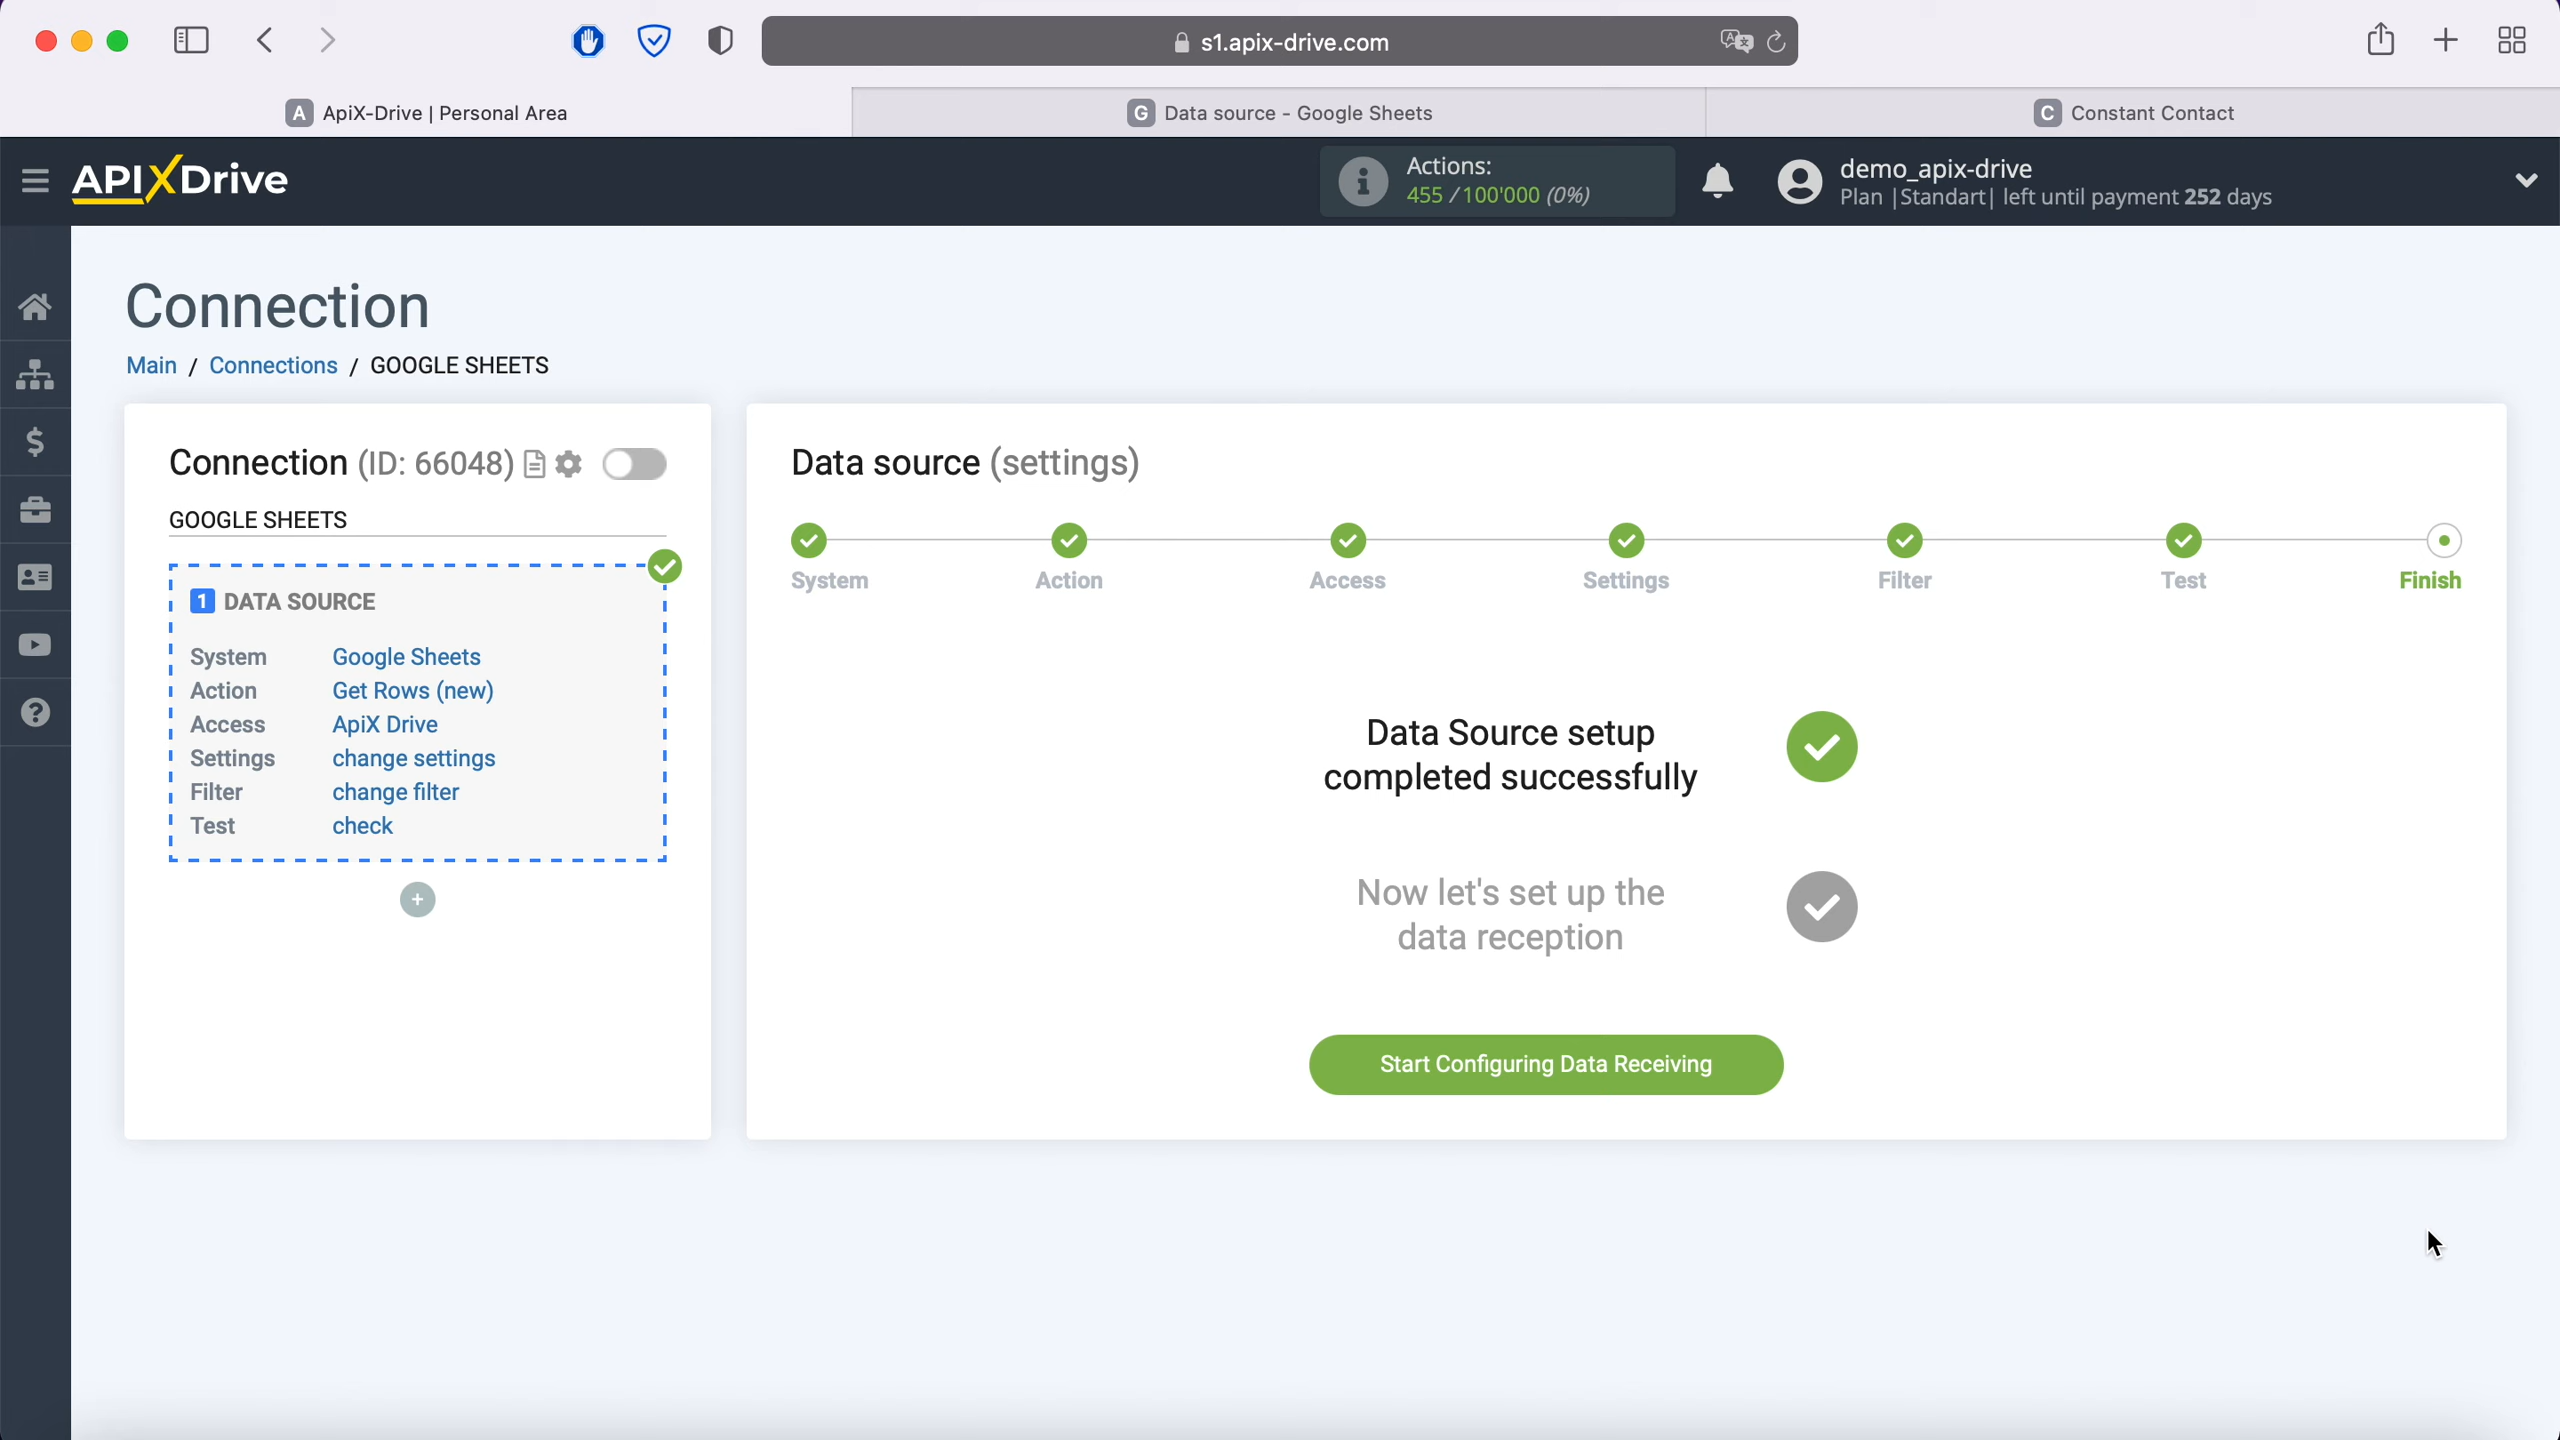 s1.apix-drive.com
A ApiX-Drive | Personal Area
G Data source - Google Sheets
C Constant Contact
APIXDrive
Actions:
455 / 100'000 (0%)
demo_apix-drive
Plan |Standart| left until payment 252 days
Connection
Main / Connections / GOOGLE SHEETS
Connection (ID: 66048)
GOOGLE SHEETS
1 DATA SOURCE
System Google Sheets
Action Get Rows (new)
Access ApiX Drive
Settings change settings
Filter change filter
Test check
+
Data source (settings)
System Action Access Settings Filter Test Finish
Data Source setup
completed successfully
Now let's set up the
data reception
Start Configuring Data Receiving